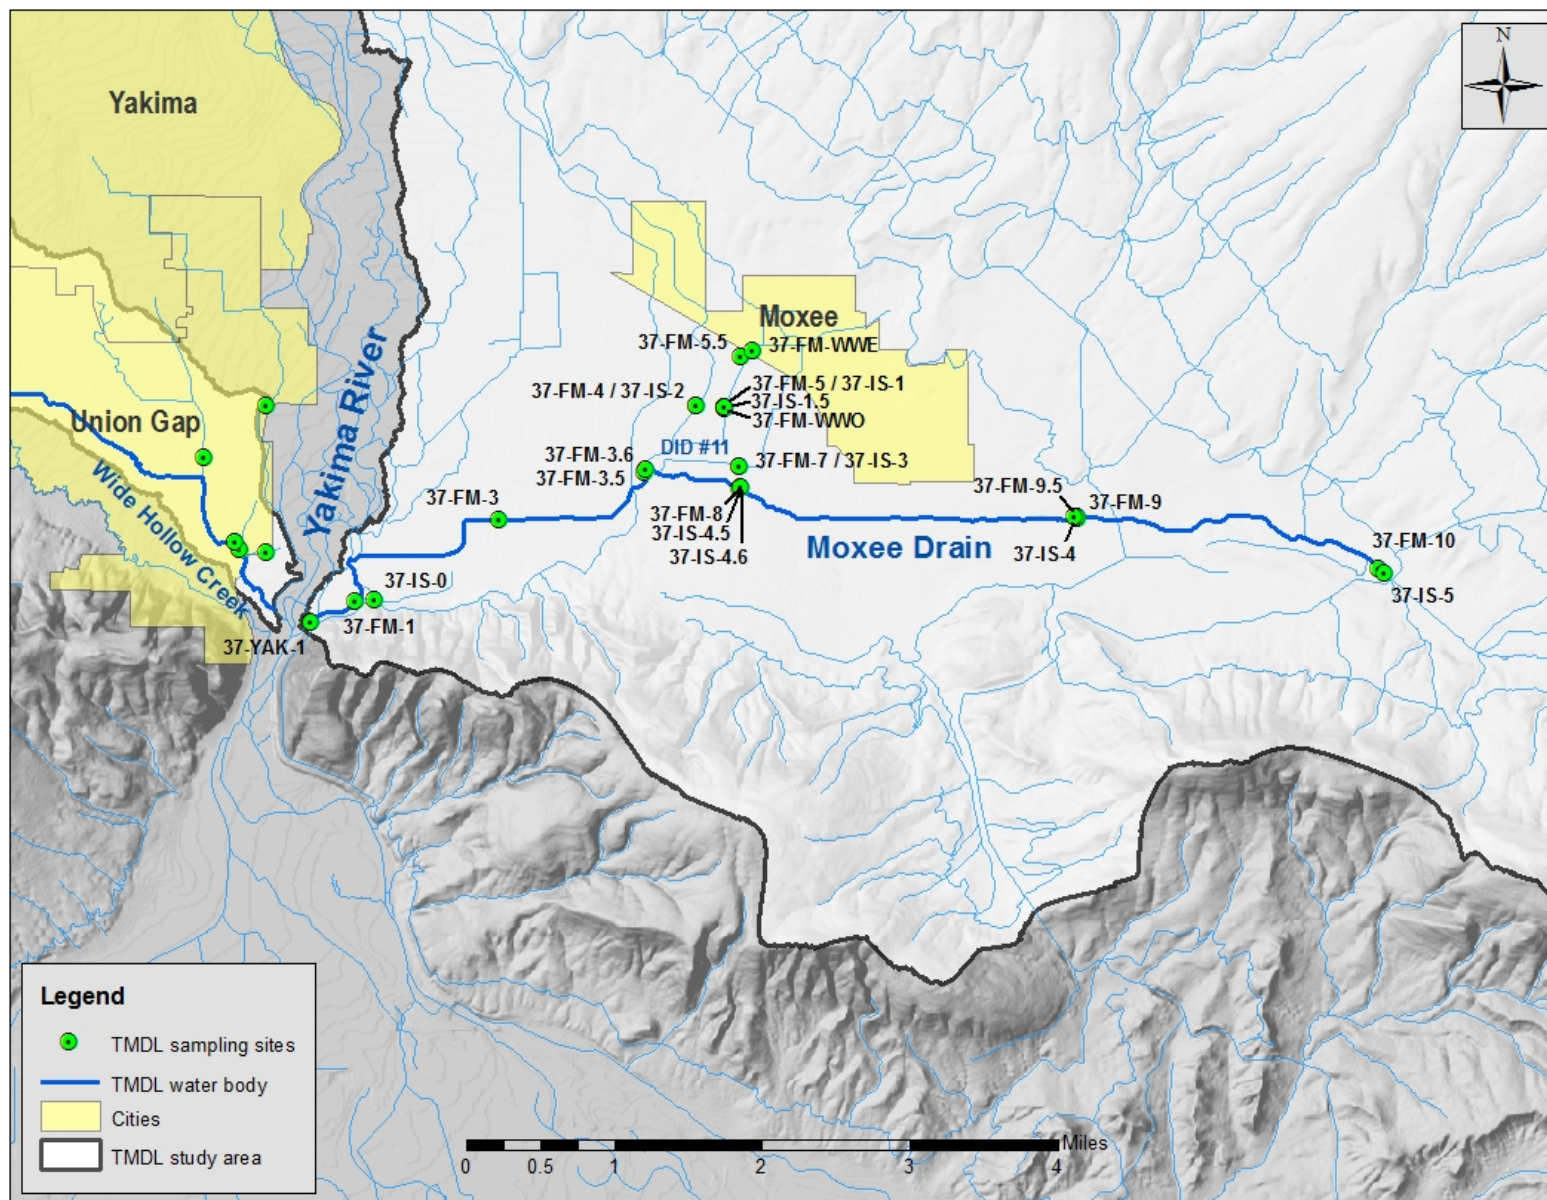 N
Yakima
Moxee
37-FM-5.5
37-FM-WWE
37-FM-4 / 37-IS-2
37-FM-5 / 37-IS-1
37-IS-1.5
37-FM-WWO
Yakima River
Union Gap
DID #11
37-FM-3.6
37-FM-3.5
37-FM-7 / 37-IS-3
Wide Hollow Creek
37-FM-3
37-FM-8
37-IS-4.5
37-IS-4.6
37-FM-9.5
37-FM-9
37-IS-4
Moxee Drain
37-FM-10
37-IS-5
37-IS-0
37-FM-1
37-YAK-1
Legend
TMDL sampling sites
TMDL water body
Cities
TMDL study area
Miles
0 0.5 1 2 3 4